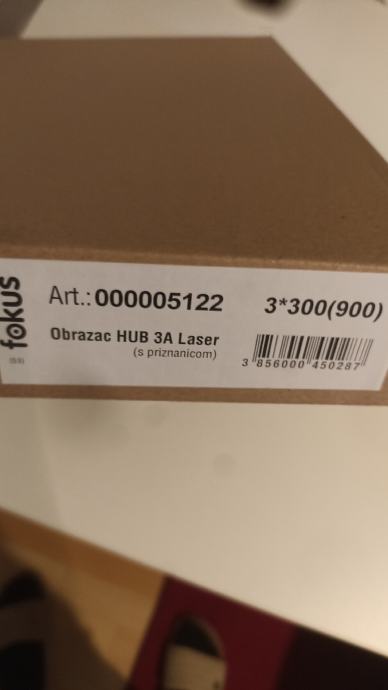 fokus
Art.:000005122 3*300(900)
Obrazac HUB 3A Laser
(s priznanicom)
3 856000 450287